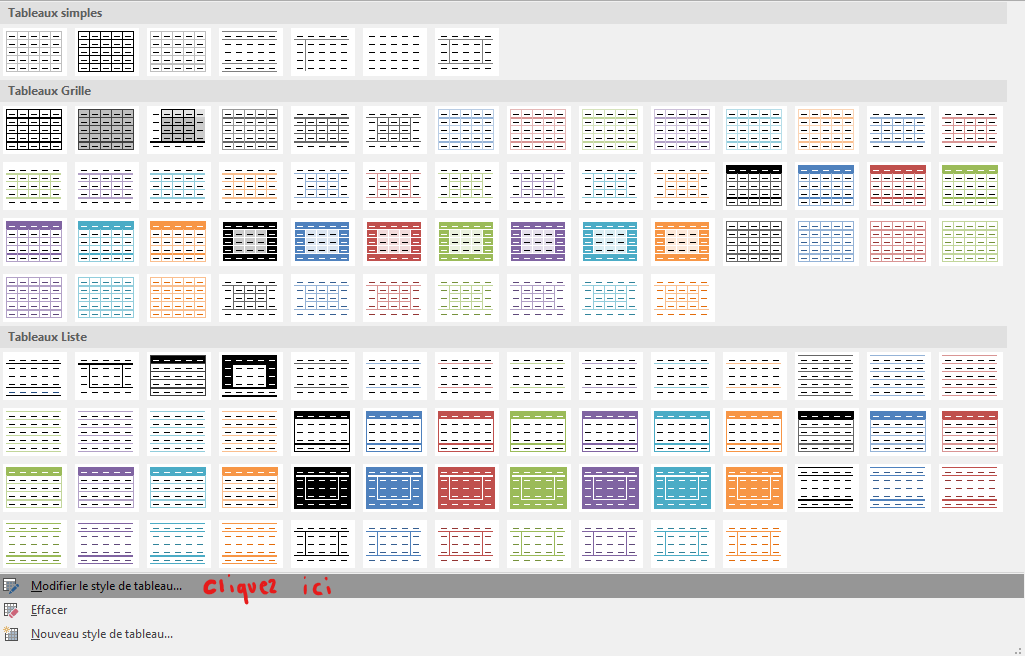 Tableaux simples
Tableaux Grille
Tableaux Liste
Modifier le style de tableau... cliquez ici
Effacer
Nouveau style de tableau...